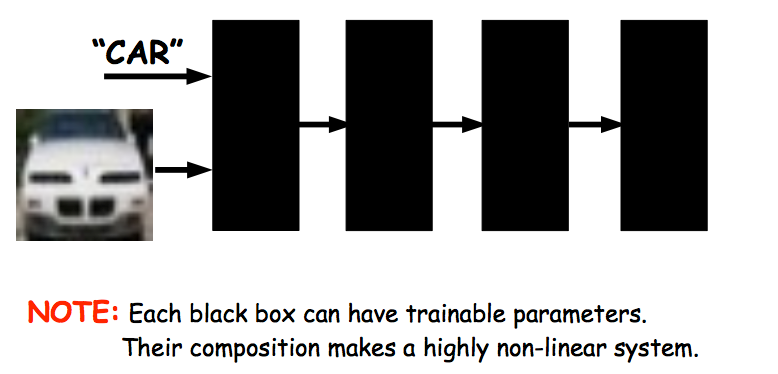 “CAR”
NOTE: Each black box can have trainable parameters.
Their composition makes a highly non-linear system.